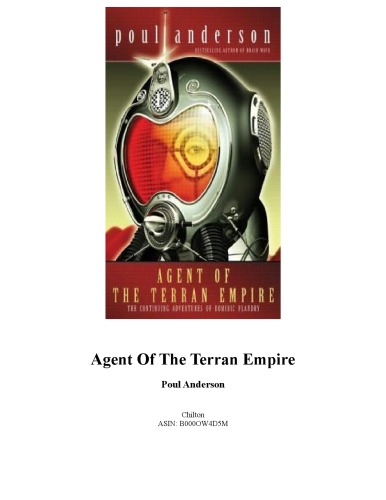 poul anderson
BESTSELLING AUTHOR OF BRAIN WAVE
AGENT OF
THE TERRAN EMPIRE
THE CONTINUING ADVENTURES OF DOMINIC FLANDRY
Agent Of The Terran Empire
Poul Anderson
Chilton
ASIN: B000OW4D5M